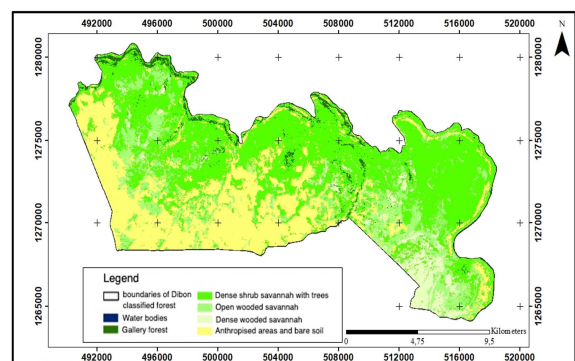 492000 496000 500000 504000 508000 512000 516000 520000
N
1280000 1280000
1275000 1275000
1270000 1270000
1265000 1265000
Legend
boundaries of Dibon
classified forest
Water bodies
Gallery forest
Dense shrub savannah with trees
Open wooded savannah
Dense wooded savannah
Anthropised areas and bare soil
Kilometers
0 4,75 9,5
492000 496000 500000 504000 508000 512000 516000 520000